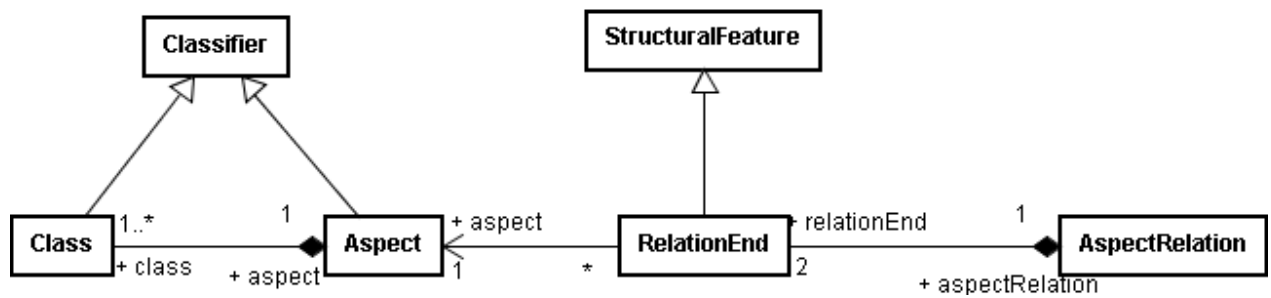 Classifier
StructuralFeature
Class
1..*
+ class
1
+ aspect
Aspect
+ aspect
1
*
RelationEnd
+ relationEnd
2
1
+ aspectRelation
AspectRelation